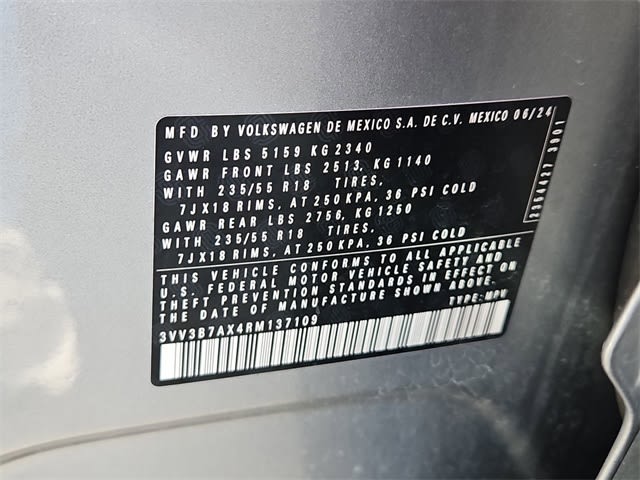 MFD BY VOLKSWAGEN DE MEXICO S.A. DE C.V. MEXICO 06/24
GVWR LBS 5159 KG 2340
GAWR FRONT LBS 2513, KG 1140
WITH 235/55 R18 TIRES,
7JX18 RIMS, AT 250 KPA, 36 PSI COLD
GAWR REAR LBS 2756, KG 1250
WITH 235/55 R18 TIRES,
7JX18 RIMS, AT 250 KPA, 36 PSI COLD
THIS VEHICLE CONFORMS TO ALL APPLICABLE
U.S. FEDERAL MOTOR VEHICLE SAFETY AND
THEFT PREVENTION STANDARDS IN EFFECT ON
THE DATE OF MANUFACTURE SHOWN ABOVE.
3VV3B7AX4RM137109 TYPE: MPV
2354427 3901